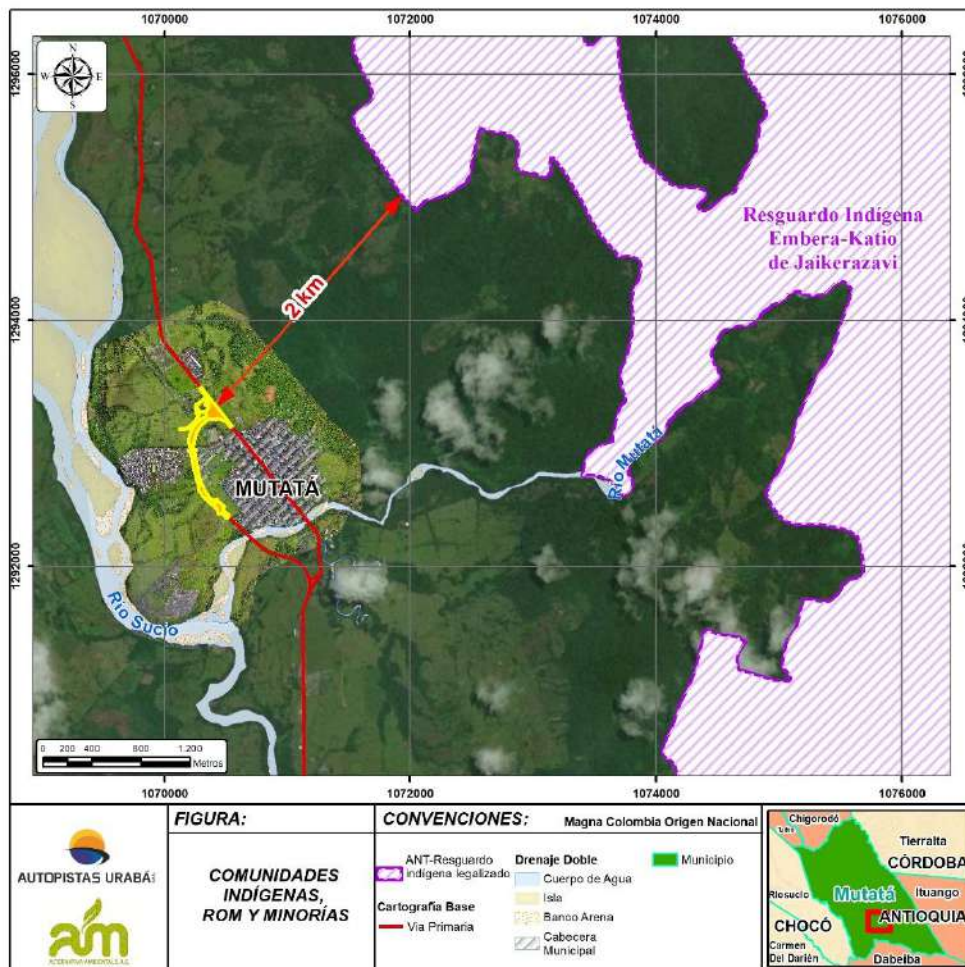 1070000 1072000 1074000 1076000
1296000
N
W E
S
Resguardo Indígena
Embera-Katio
de Jaikerazavi
2 km
1294000
MUTATÁ
Río Mutatá
1292000
Río Sucio
0 200 400 800 1.200
Metros
1070000 1072000 1074000 1076000
AUTOPISTAS URABÁ
am
FIGURA:
COMUNIDADES
INDÍGENAS,
ROM Y MINORÍAS
CONVENCIONES: Magna Colombia Origen Nacional
ANT-Resguardo
indígena legalizado
Cartografía Base
Via Primaria
Drenaje Doble
Cuerpo de Agua
Isla
Banco Arena
Cabecera
Municipal
Municipio
Chigorodó
Tierralta
CÓRDOBA
Ituango
Riosucio
Mutatá
ANTIOQUIA
CHOCÓ
Carmen
Del Darién
Dabeiba